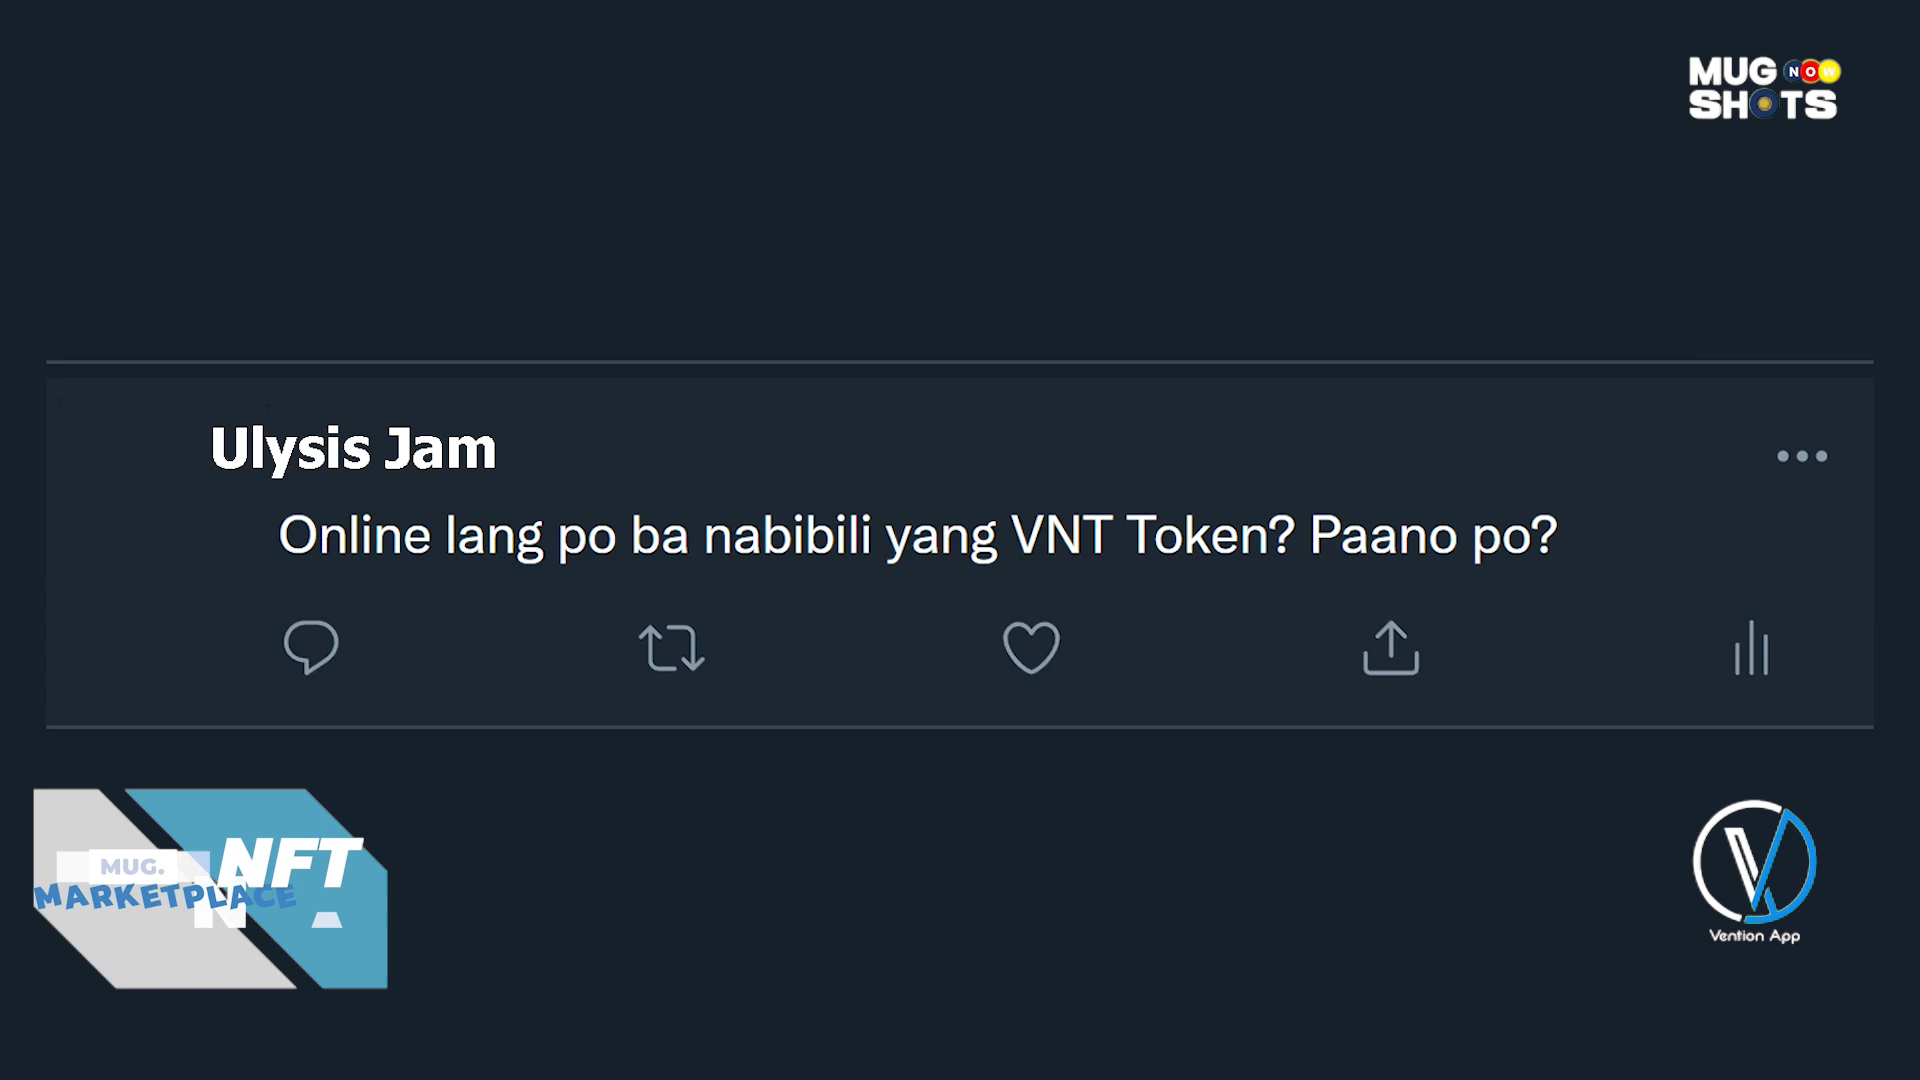 MUG NOW
SHOTS
Ulysis Jam
Online lang po ba nabibili yang VNT Token? Paano po?
MUG.
NFT
MARKETPLACE
Vention App